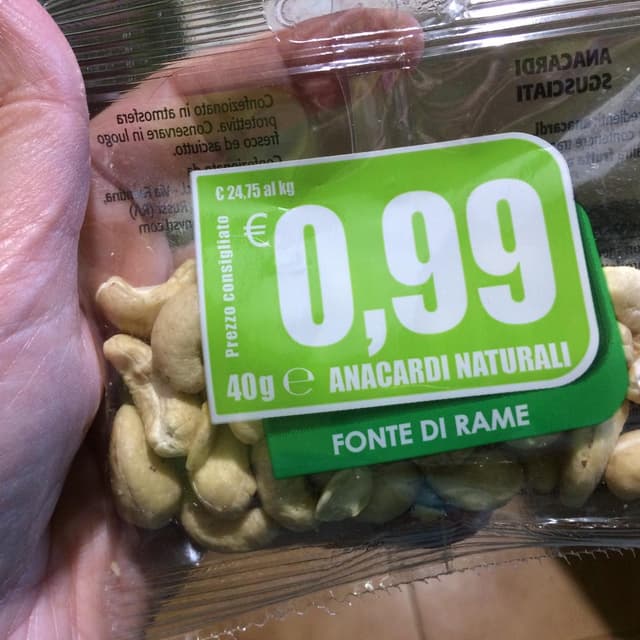 € 24,75 al kg
Prezzo consigliato
€ 0,99
40g ℮ ANACARDI NATURALI
FONTE DI RAME
ANACARDI
SGUSCIATI
Confezionato in atmosfera
protettiva. Conservare in luogo
fresco ed asciutto.